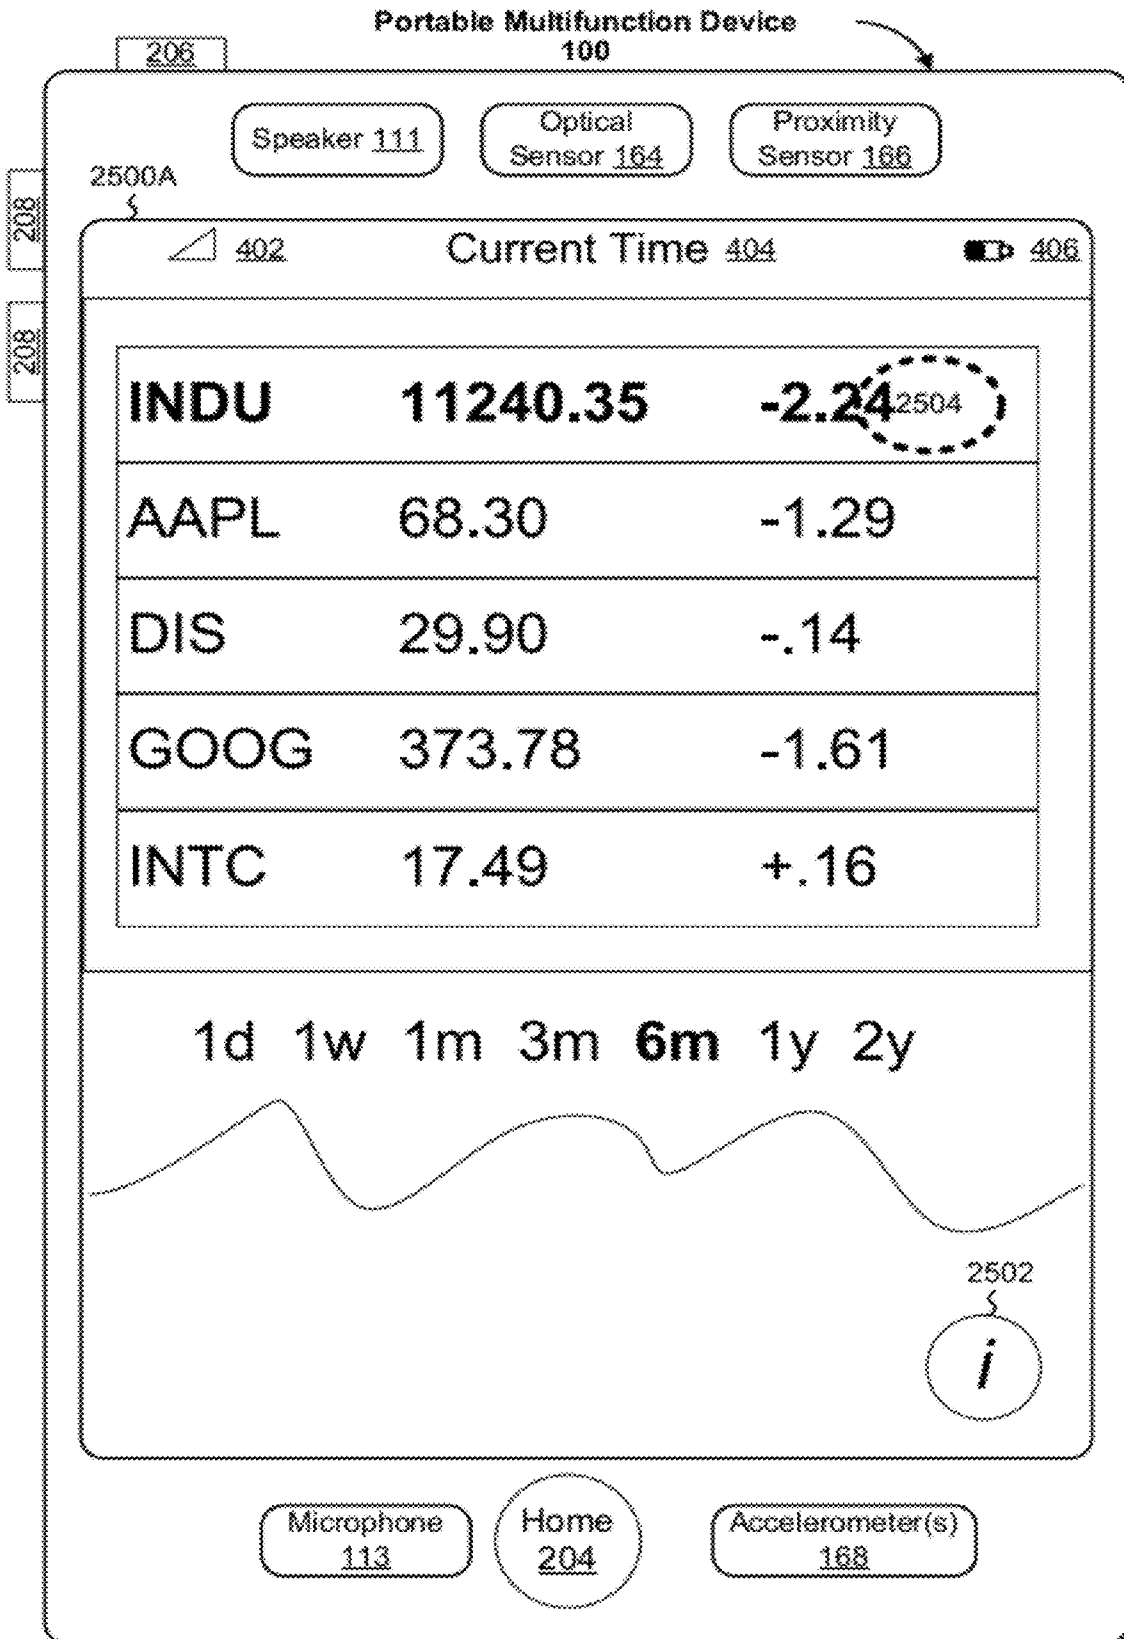 Portable Multifunction Device
100
206
Speaker 111
Optical
Sensor 164
Proximity
Sensor 166
2500A
208
208
402 Current Time 404 406
INDU 11240.35 -2.24 2504
AAPL 68.30 -1.29
DIS 29.90 -.14
GOOG 373.78 -1.61
INTC 17.49 +.16
1d 1w 1m 3m 6m 1y 2y
2502
i
Microphone
113
Home
204
Accelerometer(s)
168